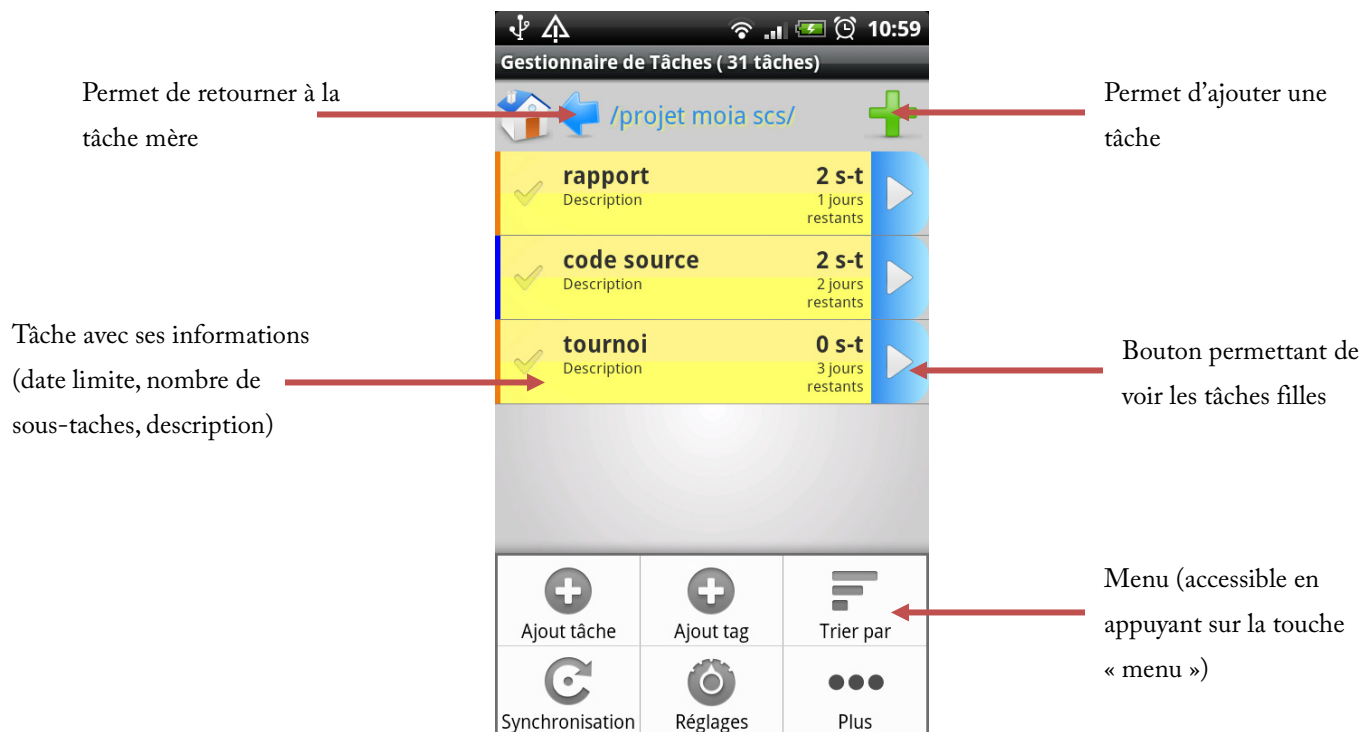 10:59
Gestionnaire de Tâches ( 31 tâches)
Permet de retourner à la
tâche mère
/projet moia scs/
Permet d'ajouter une
tâche
rapport 2 s-t
Description 1 jours
restants
code source 2 s-t
Description 2 jours
restants
Tâche avec ses informations
(date limite, nombre de
sous-taches, description)
tournoi 0 s-t
Description 3 jours
restants
Bouton permettant de
voir les tâches filles
Menu (accessible en
appuyant sur la touche
« menu »)
Ajout tâche Ajout tag Trier par
Synchronisation Réglages Plus